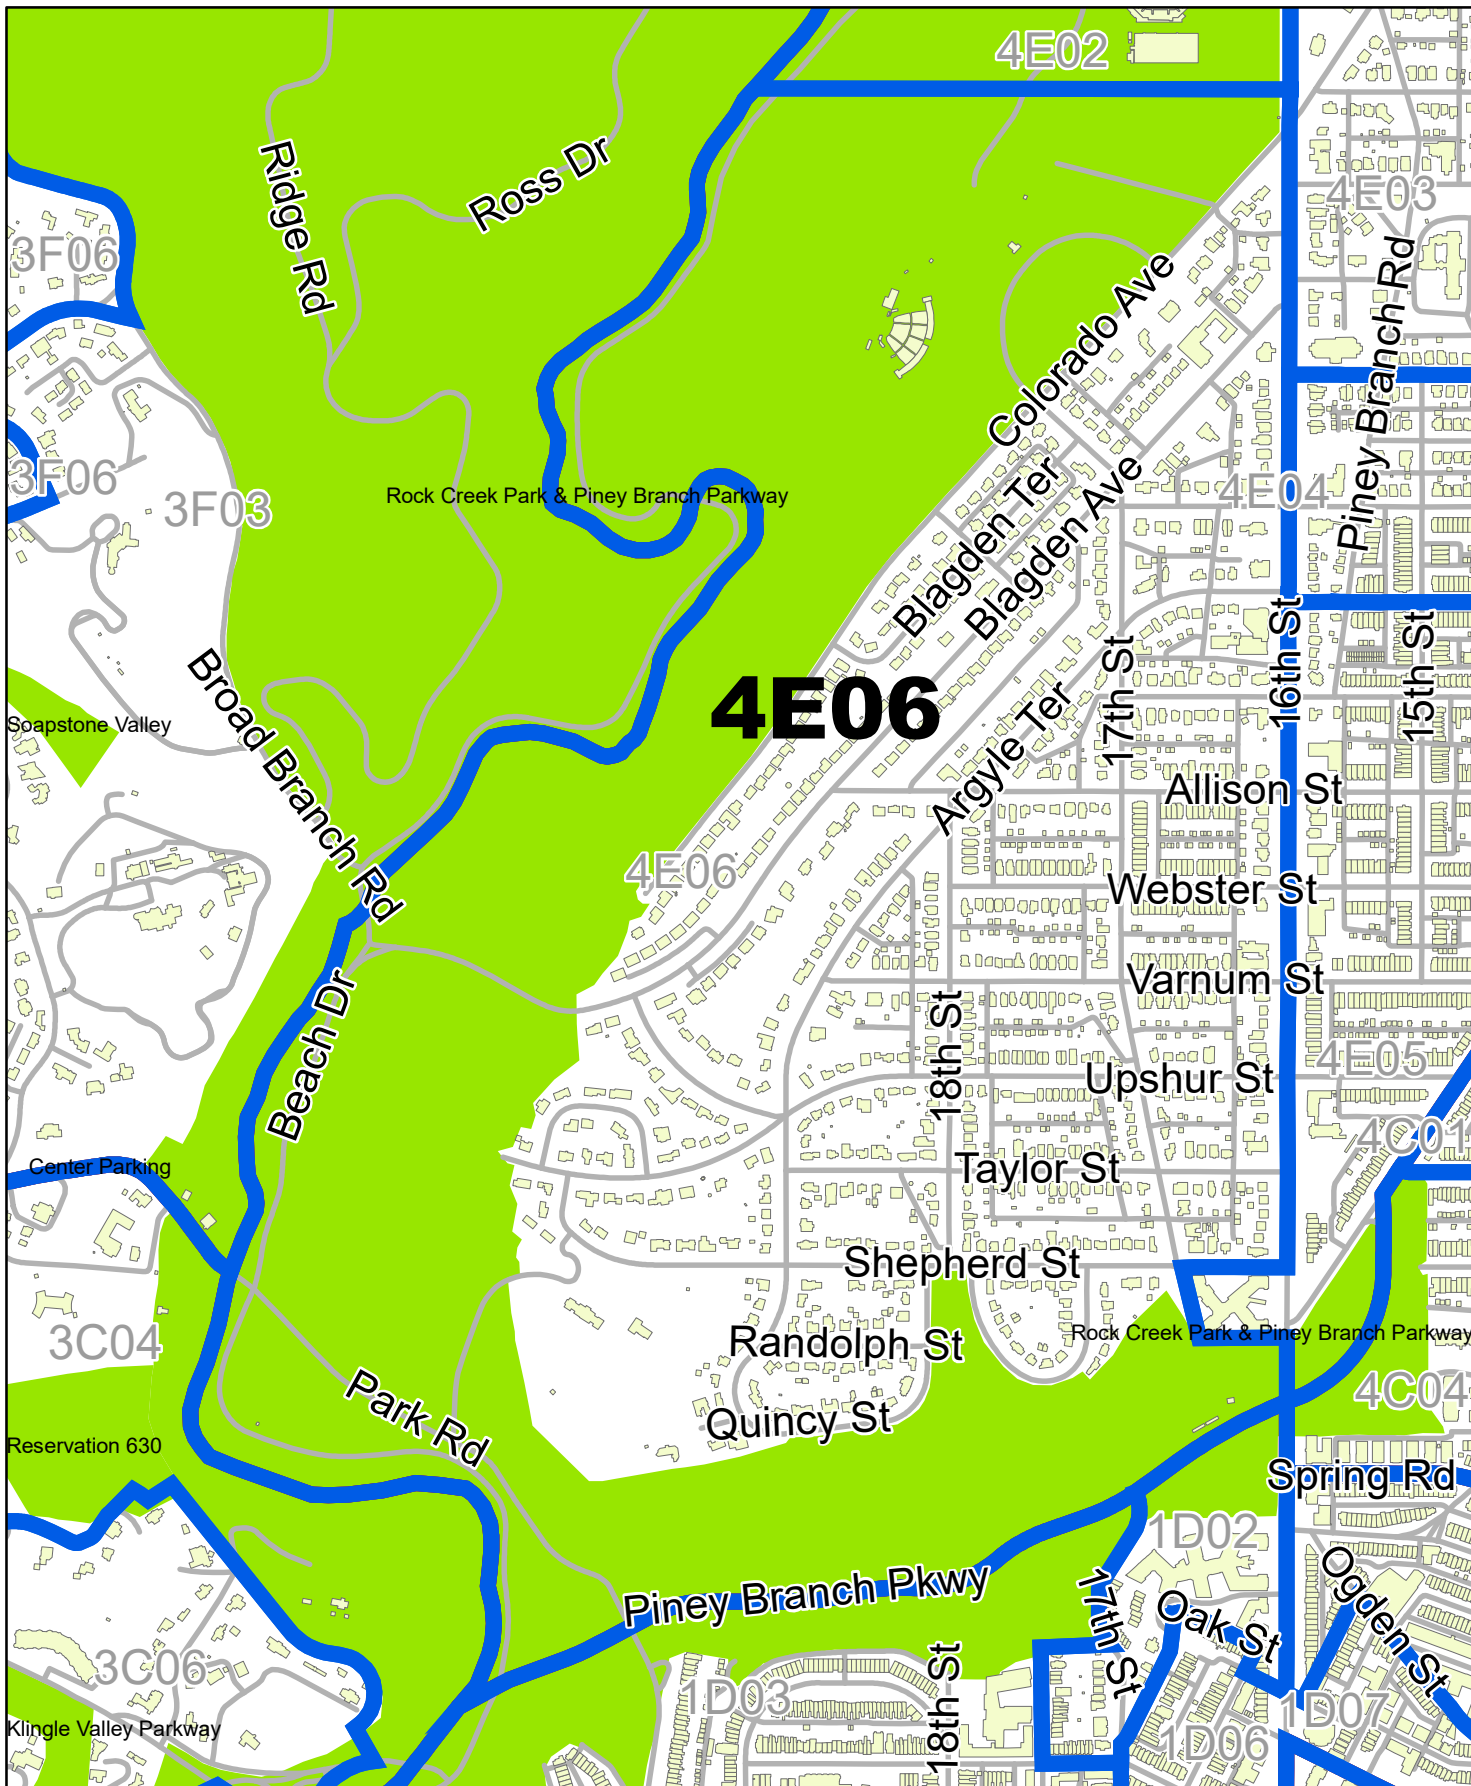 4E02
Ross Dr
Ridge Rd
4E03
3F06
Colorado Ave
Piney Branch Rd
3F06
3F03
Rock Creek Park & Piney Branch Parkway
4E04
Blagden Ter
Blagden Ave
16th St
15th St
17th St
Broad Branch Rd
4E06
Soapstone Valley
Argyle Ter
Allison St
4E06
Webster St
Varnum St
Beach Dr
18th St
4E05
Upshur St
4C01
Center Parking
Taylor St
Shepherd St
3C04
Randolph St
Rock Creek Park & Piney Branch Parkway
4C04
Park Rd
Quincy St
Reservation 630
Spring Rd
1D02
Piney Branch Pkwy
17th St
Oak St
Ogden St
3C06
1D03
18th St
1D07
Klingle Valley Parkway
1D06